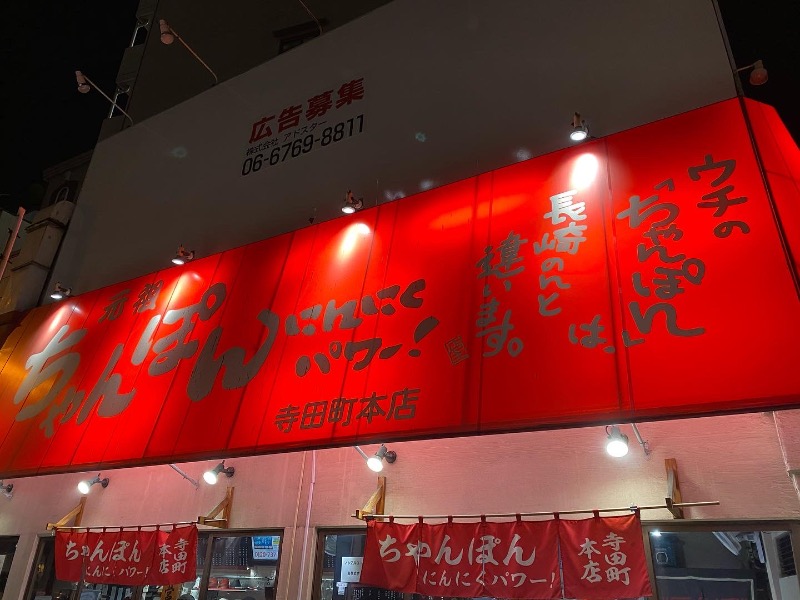 広告募集
株式会社 アドスター
06-6769-8811
元祖
ちゃんぽん
にんにく
パワー!
寺田町本店
ウチの
「ちゃんぽん」
は、
長崎のんと
違います。
ちゃんぽん
にんにくパワー!
寺田町
本店
ちゃんぽん
にんにくパワー!
寺田町
本店